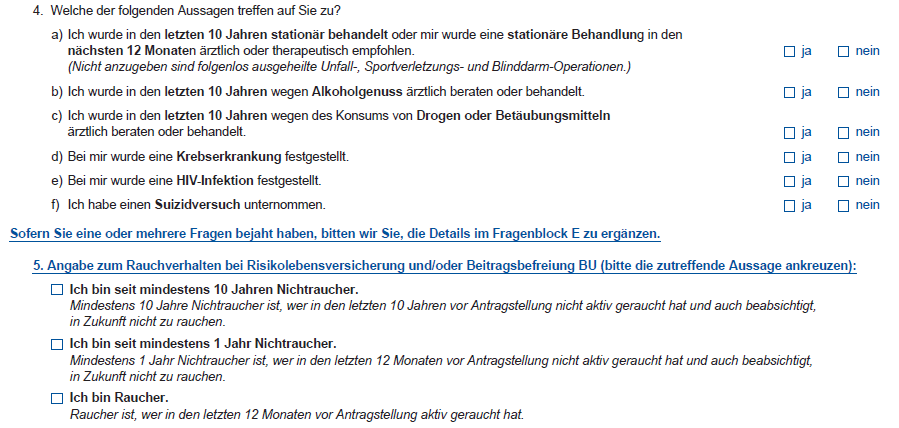 4. Welche der folgenden Aussagen treffen auf Sie zu?
a) Ich wurde in den letzten 10 Jahren stationär behandelt oder mir wurde eine stationäre Behandlung in den
nächsten 12 Monaten ärztlich oder therapeutisch empfohlen. ja nein
(Nicht anzugeben sind folgenlos ausgeheilte Unfall-, Sportverletzungs- und Blinddarm-Operationen.)
b) Ich wurde in den letzten 10 Jahren wegen Alkoholgenuss ärztlich beraten oder behandelt. ja nein
c) Ich wurde in den letzten 10 Jahren wegen des Konsums von Drogen oder Betäubungsmitteln
ärztlich beraten oder behandelt. ja nein
d) Bei mir wurde eine Krebserkrankung festgestellt. ja nein
e) Bei mir wurde eine HIV-Infektion festgestellt. ja nein
f) Ich habe einen Suizidversuch unternommen. ja nein
Sofern Sie eine oder mehrere Fragen bejaht haben, bitten wir Sie, die Details im Fragenblock E zu ergänzen.
5. Angabe zum Rauchverhalten bei Risikolebensversicherung und/oder Beitragsbefreiung BU (bitte die zutreffende Aussage ankreuzen):
Ich bin seit mindestens 10 Jahren Nichtraucher.
Mindestens 10 Jahre Nichtraucher ist, wer in den letzten 10 Jahren vor Antragstellung nicht aktiv geraucht hat und auch beabsichtigt,
in Zukunft nicht zu rauchen.
Ich bin seit mindestens 1 Jahr Nichtraucher.
Mindestens 1 Jahr Nichtraucher ist, wer in den letzten 12 Monaten vor Antragstellung nicht aktiv geraucht hat und auch beabsichtigt,
in Zukunft nicht zu rauchen.
Ich bin Raucher.
Raucher ist, wer in den letzten 12 Monaten vor Antragstellung aktiv geraucht hat.